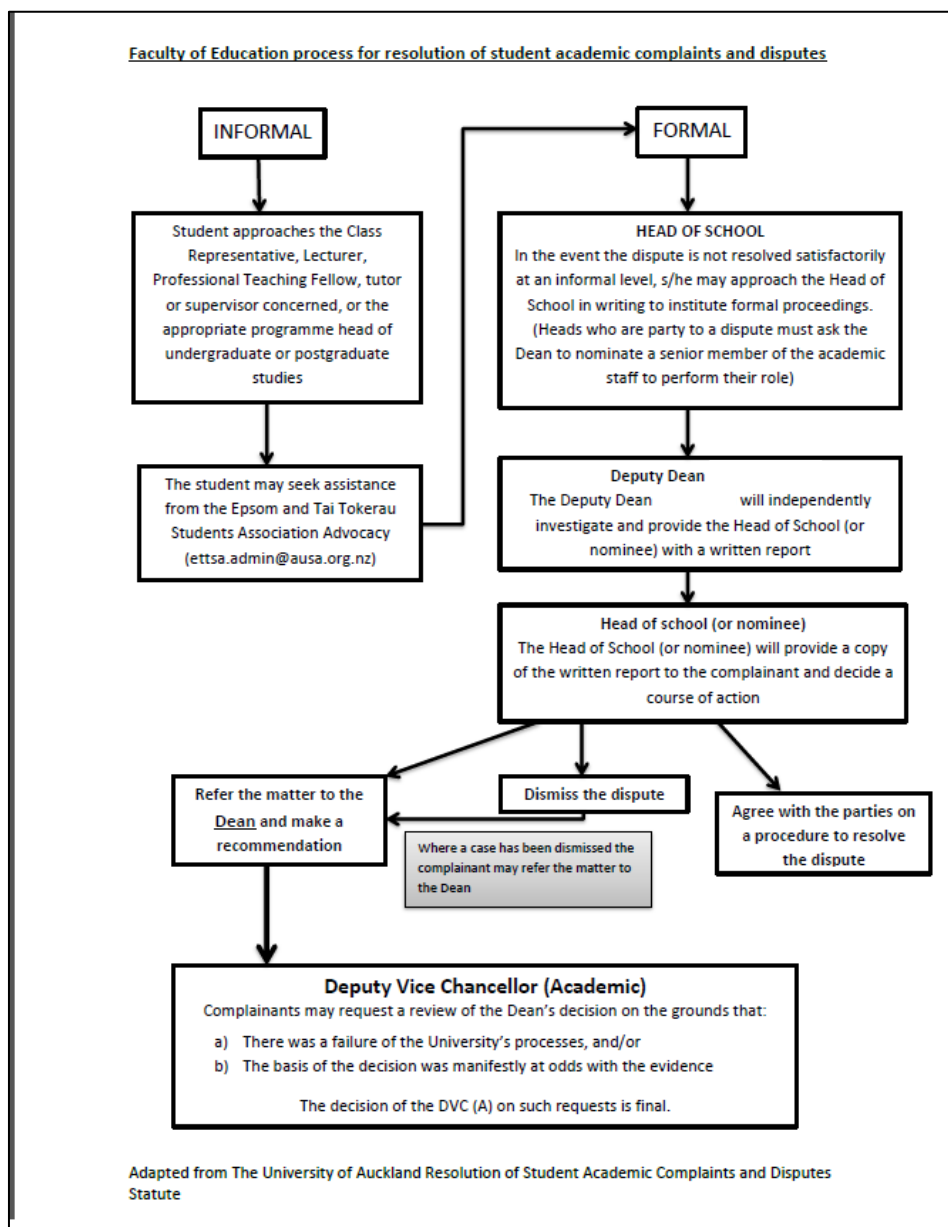 Faculty of Education process for resolution of student academic complaints and disputes
INFORMAL
Student approaches the Class
Representative, Lecturer,
Professional Teaching Fellow, tutor
or supervisor concerned, or the
appropriate programme head of
undergraduate or postgraduate
studies
The student may seek assistance
from the Epsom and Tai Tokerau
Students Association Advocacy
(ettsa.admin@ausa.org.nz)
FORMAL
HEAD OF SCHOOL
In the event the dispute is not resolved satisfactorily
at an informal level, s/he may approach the Head of
School in writing to institute formal proceedings.
(Heads who are party to a dispute must ask the
Dean to nominate a senior member of the academic
staff to perform their role)
Deputy Dean
The Deputy Dean will independently
investigate and provide the Head of School (or
nominee) with a written report
Head of school (or nominee)
The Head of School (or nominee) will provide a copy
of the written report to the complainant and decide a
course of action
Refer the matter to the
Dean and make a
recommendation
Dismiss the dispute
Where a case has been dismissed the
complainant may refer the matter to
the Dean
Agree with the parties on
a procedure to resolve
the dispute
Deputy Vice Chancellor (Academic)
Complainants may request a review of the Dean's decision on the grounds that:
a) There was a failure of the University's processes, and/or
b) The basis of the decision was manifestly at odds with the evidence
The decision of the DVC (A) on such requests is final.
Adapted from The University of Auckland Resolution of Student Academic Complaints and Disputes
Statute